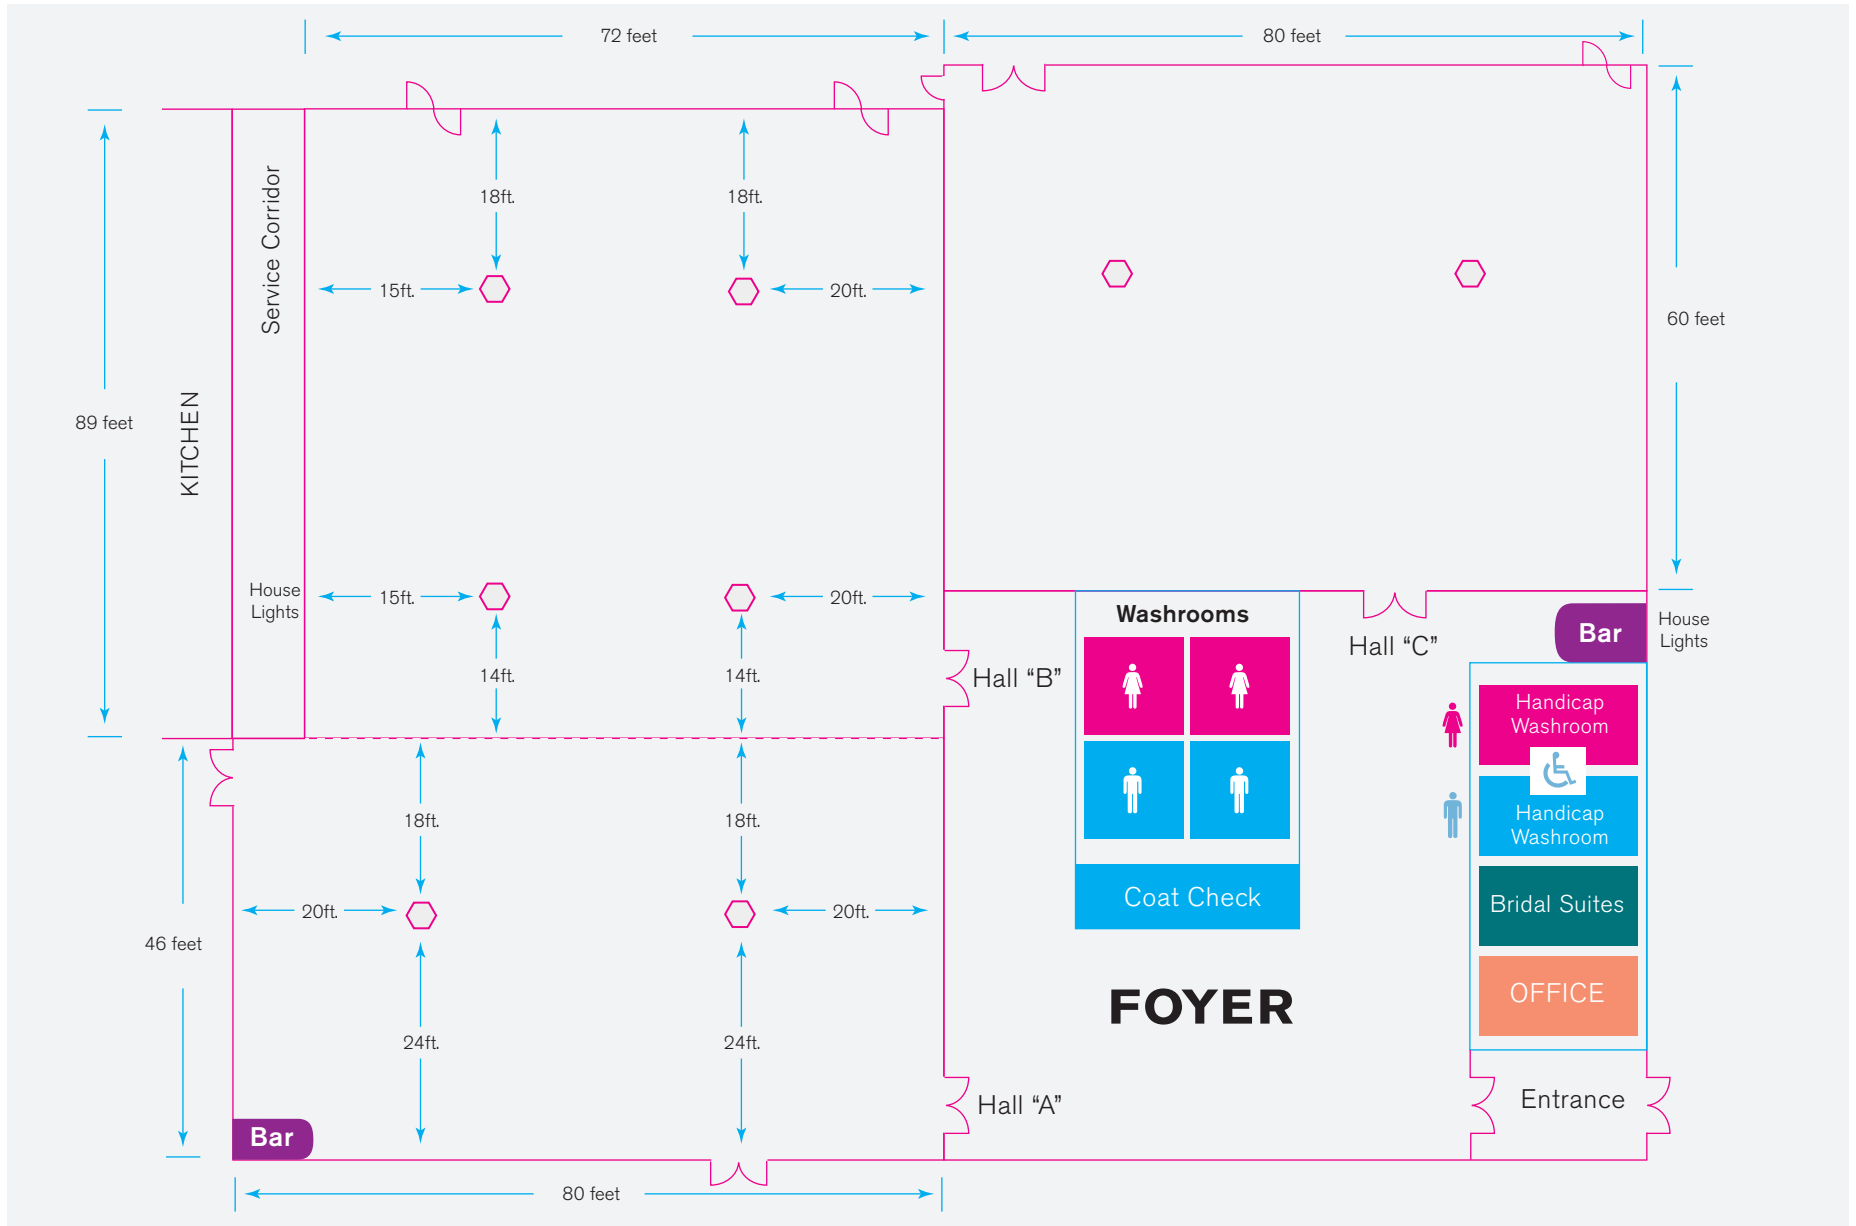 72 feet
80 feet
18ft.
18ft.
Service Corridor
15ft.
20ft.
60 feet
89 feet
KITCHEN
House
Lights
15ft.
20ft.
Washrooms
Bar
House
Lights
Hall “C”
14ft.
14ft.
Hall “B”
Handicap
Washroom
Handicap
Washroom
18ft.
18ft.
Coat Check
Bridal Suites
20ft.
20ft.
46 feet
FOYER
OFFICE
24ft.
24ft.
Hall “A”
Entrance
Bar
80 feet